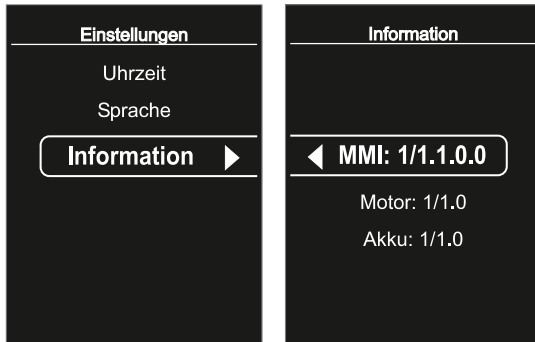 Einstellungen
Uhrzeit
Sprache
Information
Information
MMI: 1/1.1.0.0
Motor: 1/1.0
Akku: 1/1.0